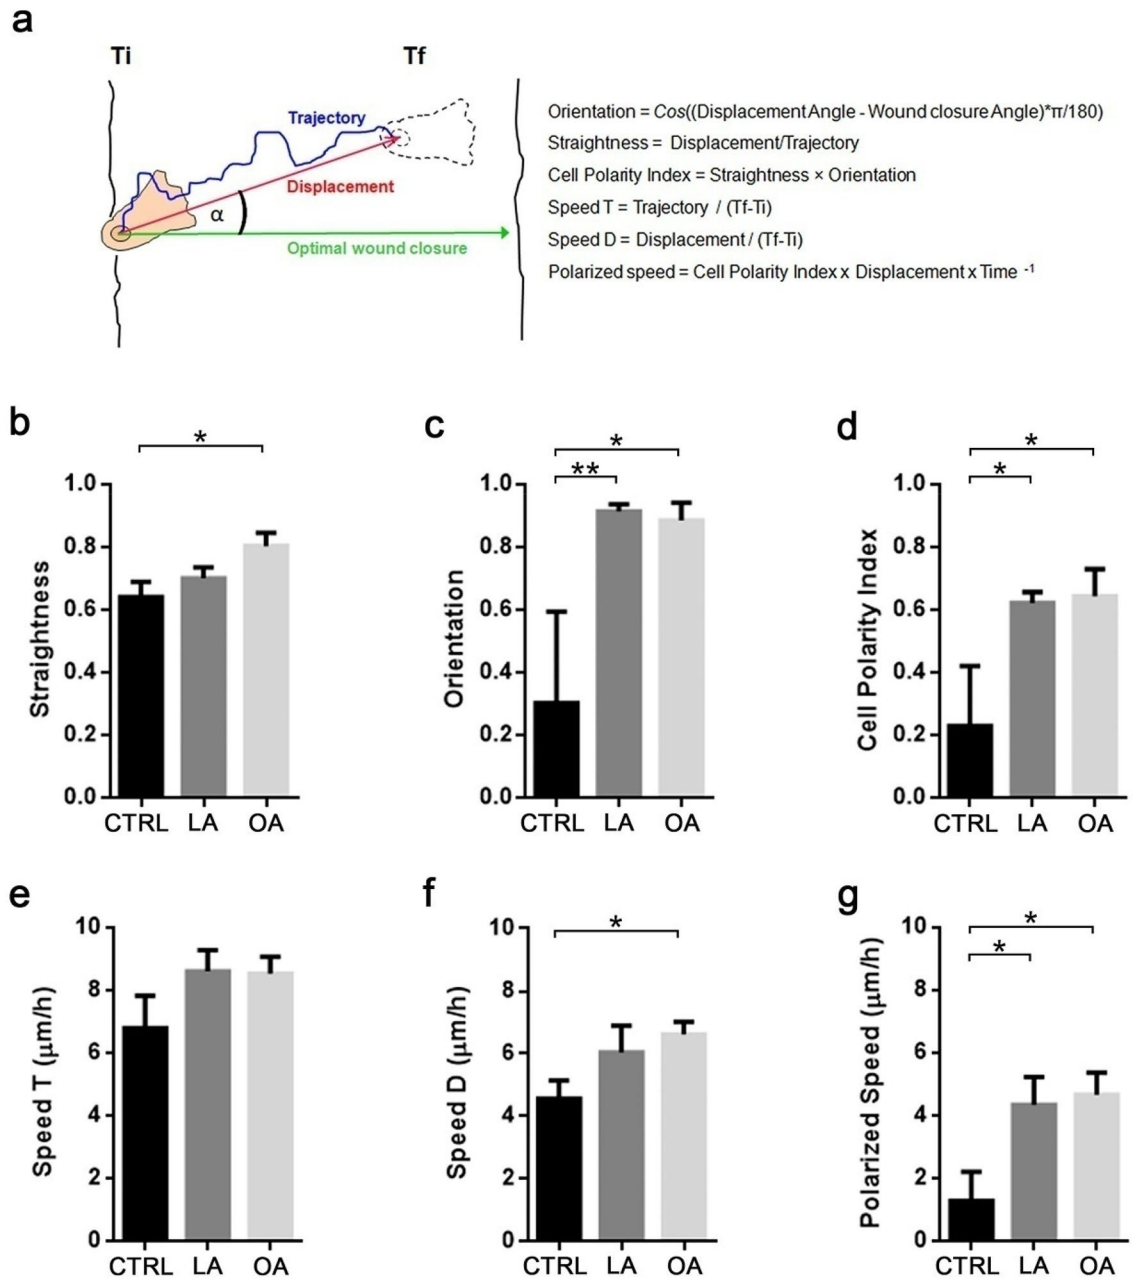 a
Ti
Tf
Trajectory
Displacement
α
Optimal wound closure
Orientation = Cos((Displacement Angle - Wound closure Angle)*π/180)
Straightness = Displacement/Trajectory
Cell Polarity Index = Straightness × Orientation
Speed T = Trajectory / (Tf-Ti)
Speed D = Displacement / (Tf-Ti)
Polarized speed = Cell Polarity Index x Displacement x Time -1
b
*
Straightness
1.0
0.8
0.6
0.4
0.2
0.0
CTRL LA OA
c
*
**
Orientation
1.0
0.8
0.6
0.4
0.2
0.0
CTRL LA OA
d
*
*
Cell Polarity Index
1.0
0.8
0.6
0.4
0.2
0.0
CTRL LA OA
e
Speed T (μm/h)
10
8
6
4
2
0
CTRL LA OA
f
*
Speed D (μm/h)
10
8
6
4
2
0
CTRL LA OA
g
*
*
Polarized Speed (μm/h)
10
8
6
4
2
0
CTRL LA OA